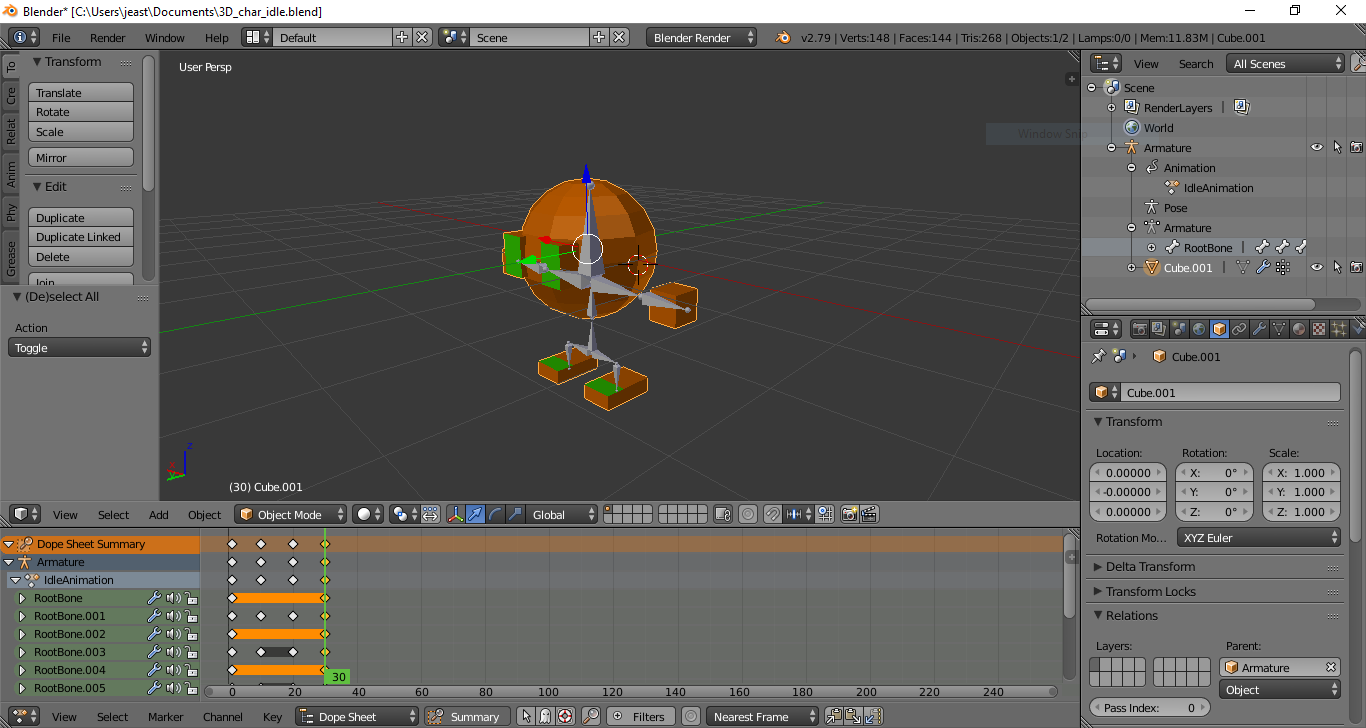 Blender* [C:\Users\jeast\Documents\3D_char_idle.blend]
File Render Window Help Default Scene Blender Render v2.79 | Verts:148 | Faces:144 | Tris:268 | Objects:1/2 | Lamps:0/0 | Mem:11.83M | Cube.001
To
Cre
Relat
Anim
Phy
Grease
Transform
Translate
Rotate
Scale
Mirror
Edit
Duplicate
Duplicate Linked
Delete
Join
(De)select All
Action
Toggle
User Persp
Window Snip
z
y
(30) Cube.001
View Select Add Object Object Mode Global
View Search All Scenes
Scene
RenderLayers |
World
Armature
Animation
IdleAnimation
Pose
Armature
RootBone |
Cube.001 |
Cube.001
Cube.001
Transform
Location: Rotation: Scale:
0.00000 X: 0° X: 1.000
-0.00000 Y: 0° Y: 1.000
0.00000 Z: 0° Z: 1.000
Rotation Mo... XYZ Euler
Delta Transform
Transform Locks
Relations
Layers: Parent:
Armature
Object
Pass Index: 0
Dope Sheet Summary
Armature
IdleAnimation
RootBone
RootBone.001
RootBone.002
RootBone.003
RootBone.004
RootBone.005
30
0 20 40 60 80 100 120 140 160 180 200 220 240
View Select Marker Channel Key Dope Sheet Summary Filters Nearest Frame